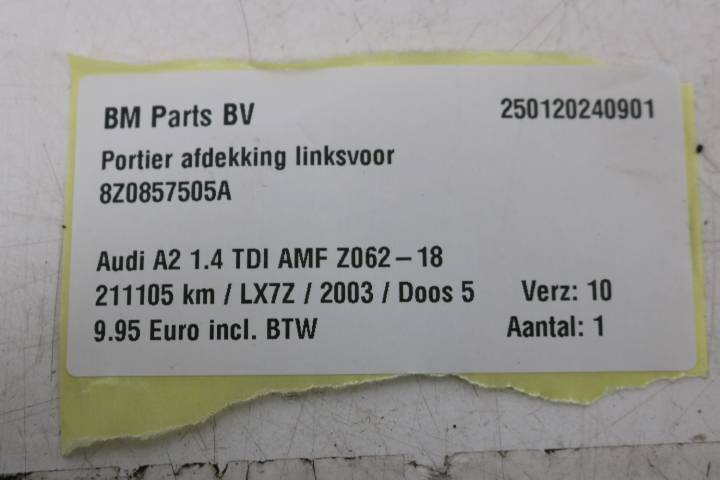 BM Parts BV 250120240901
Portier afdekking linksvoor
8Z0857505A
Audi A2 1.4 TDI AMF Z062-18
211105 km / LX7Z / 2003 / Doos 5 Verz: 10
9.95 Euro incl. BTW Aantal: 1